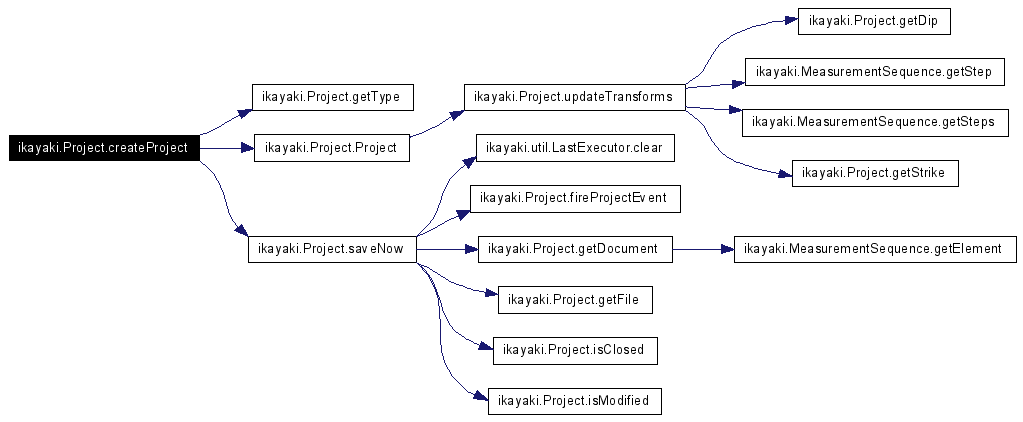 ikayaki.Project.createProject
ikayaki.Project.getType
ikayaki.Project.Project
ikayaki.Project.saveNow
ikayaki.Project.updateTransforms
ikayaki.util.LastExecutor.clear
ikayaki.Project.fireProjectEvent
ikayaki.Project.getDocument
ikayaki.Project.getFile
ikayaki.Project.isClosed
ikayaki.Project.isModified
ikayaki.Project.getDip
ikayaki.MeasurementSequence.getStep
ikayaki.MeasurementSequence.getSteps
ikayaki.Project.getStrike
ikayaki.MeasurementSequence.getElement